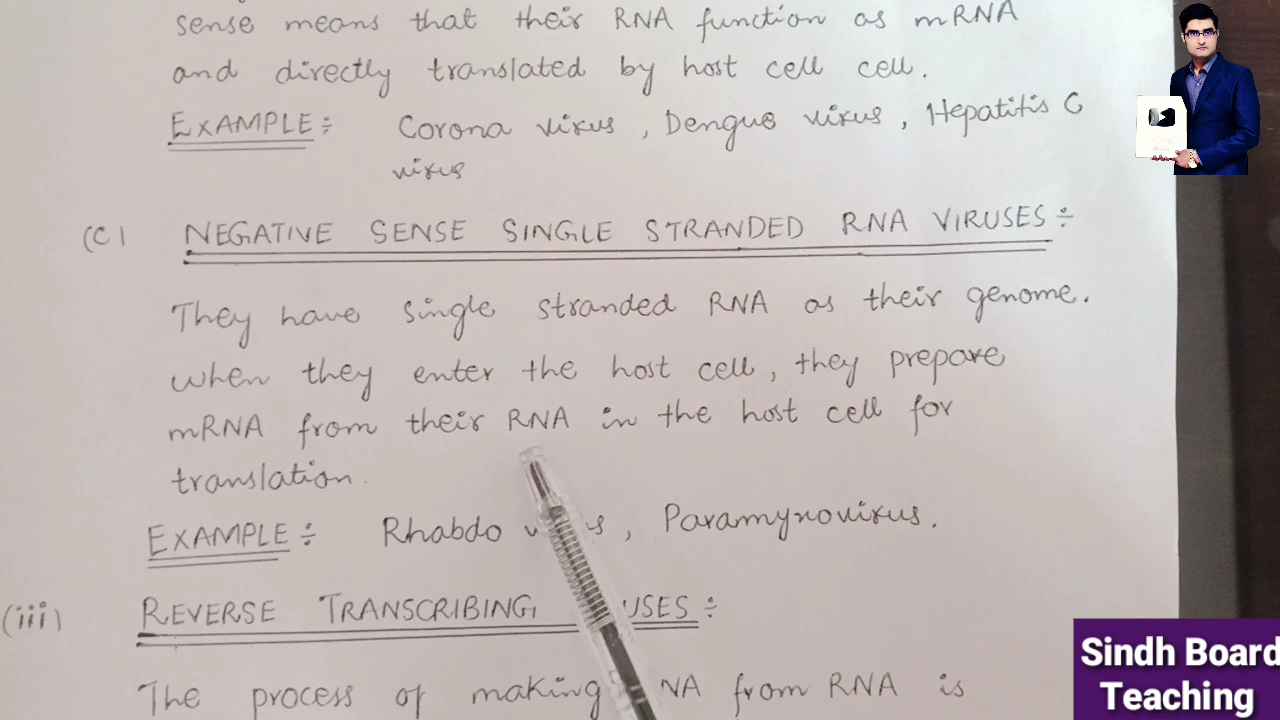 sense means that their RNA function as mRNA
and directly translated by host cell cell.
EXAMPLE:
Corona virus, Dengue virus, Hepatitis C
virus
(C) NEGATIVE SENSE SINGLE STRANDED RNA VIRUSES:
They have single stranded RNA as their genome.
when they enter the host cell, they prepare
mRNA from their RNA in the host cell for
translation.
EXAMPLE: Rhabdo, Paramyxovirus.
(iii) REVERSE TRANSCRIBING
The process of making from RNA is
Sindh Board
Teaching